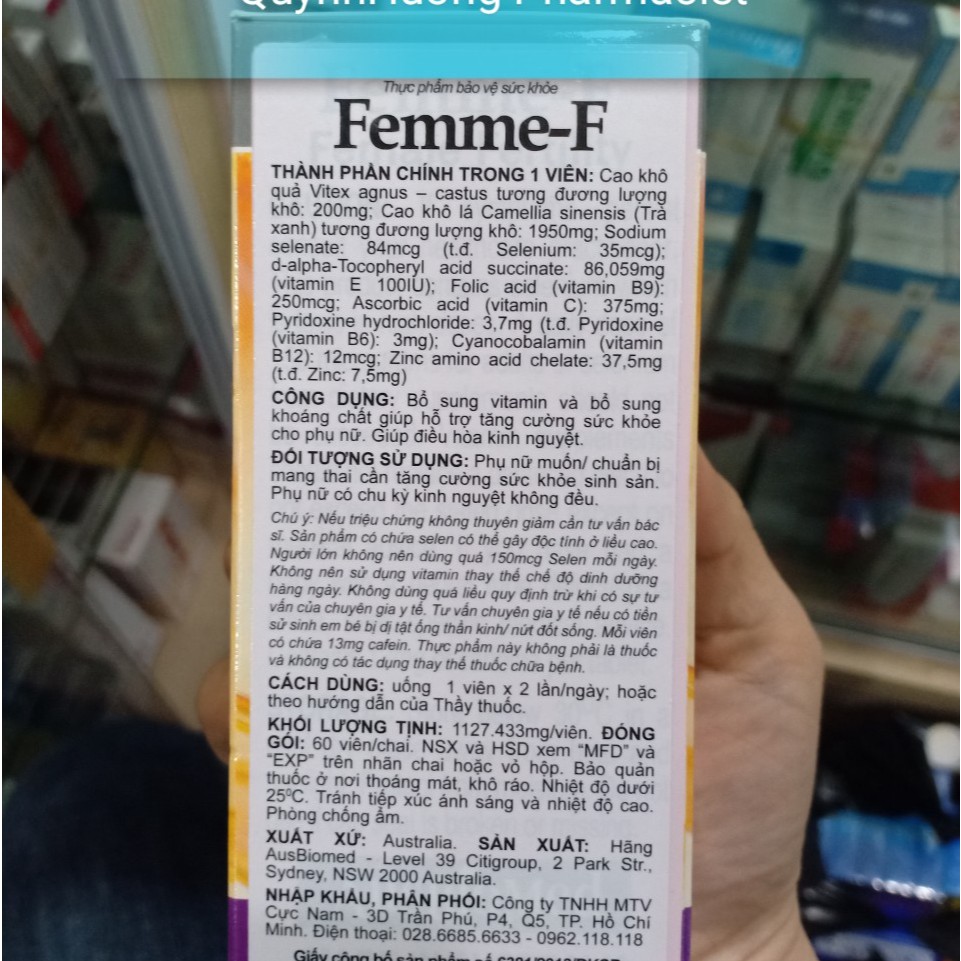 QuỳnhHương Pharmacist
Thực phẩm bảo vệ sức khỏe
Femme-F
THÀNH PHẦN CHÍNH TRONG 1 VIÊN: Cao khô
quả Vitex agnus – castus tương đương lượng
khô: 200mg; Cao khô lá Camellia sinensis (Trà
xanh) tương đương lượng khô: 1950mg; Sodium
selenate: 84mcg (t.đ. Selenium: 35mcg);
d-alpha-Tocopheryl acid succinate: 86,059mg
(vitamin E 100IU); Folic acid (vitamin B9):
250mcg; Ascorbic acid (vitamin C): 375mg;
Pyridoxine hydrochloride: 3,7mg (t.đ. Pyridoxine
(vitamin B6): 3mg); Cyanocobalamin (vitamin
B12): 12mcg; Zinc amino acid chelate: 37,5mg
(t.đ. Zinc: 7,5mg)
CÔNG DỤNG: Bổ sung vitamin và bổ sung
khoáng chất giúp hỗ trợ tăng cường sức khỏe
cho phụ nữ. Giúp điều hòa kinh nguyệt.
ĐỐI TƯỢNG SỬ DỤNG: Phụ nữ muốn/ chuẩn bị
mang thai cần tăng cường sức khỏe sinh sản.
Phụ nữ có chu kỳ kinh nguyệt không đều.
Chú ý: Nếu triệu chứng không thuyên giảm cần tư vấn bác
sĩ. Sản phẩm có chứa selen có thể gây độc tính ở liều cao.
Người lớn không nên dùng quá 150mcg Selen mỗi ngày.
Không nên sử dụng vitamin thay thế chế độ dinh dưỡng
hàng ngày. Không dùng quá liều quy định trừ khi có sự tư
vấn của chuyên gia y tế. Tư vấn chuyên gia y tế nếu có tiền
sử sinh em bé bị dị tật ống thần kinh/ nứt đốt sống. Mỗi viên
có chứa 13mg cafein. Thực phẩm này không phải là thuốc
và không có tác dụng thay thế thuốc chữa bệnh.
CÁCH DÙNG: uống 1 viên x 2 lần/ngày; hoặc
theo hướng dẫn của Thầy thuốc.
KHỐI LƯỢNG TỊNH: 1127.433mg/viên. ĐÓNG
GÓI: 60 viên/chai. NSX và HSD xem “MFD” và
“EXP” trên nhãn chai hoặc vỏ hộp. Bảo quản
thuốc ở nơi thoáng mát, khô ráo. Nhiệt độ dưới
25⁰C. Tránh tiếp xúc ánh sáng và nhiệt độ cao.
Phòng chống ẩm.
XUẤT XỨ: Australia. SẢN XUẤT: Hãng
AusBiomed - Level 39 Citigroup, 2 Park Str.,
Sydney, NSW 2000 Australia.
NHẬP KHẨU, PHÂN PHỐI: Công ty TNHH MTV
Cực Nam - 3D Trần Phú, P4, Q5, TP. Hồ Chí
Minh. Điện thoại: 028.6685.6633 - 0962.118.118
Giấy công bố sản phẩm số